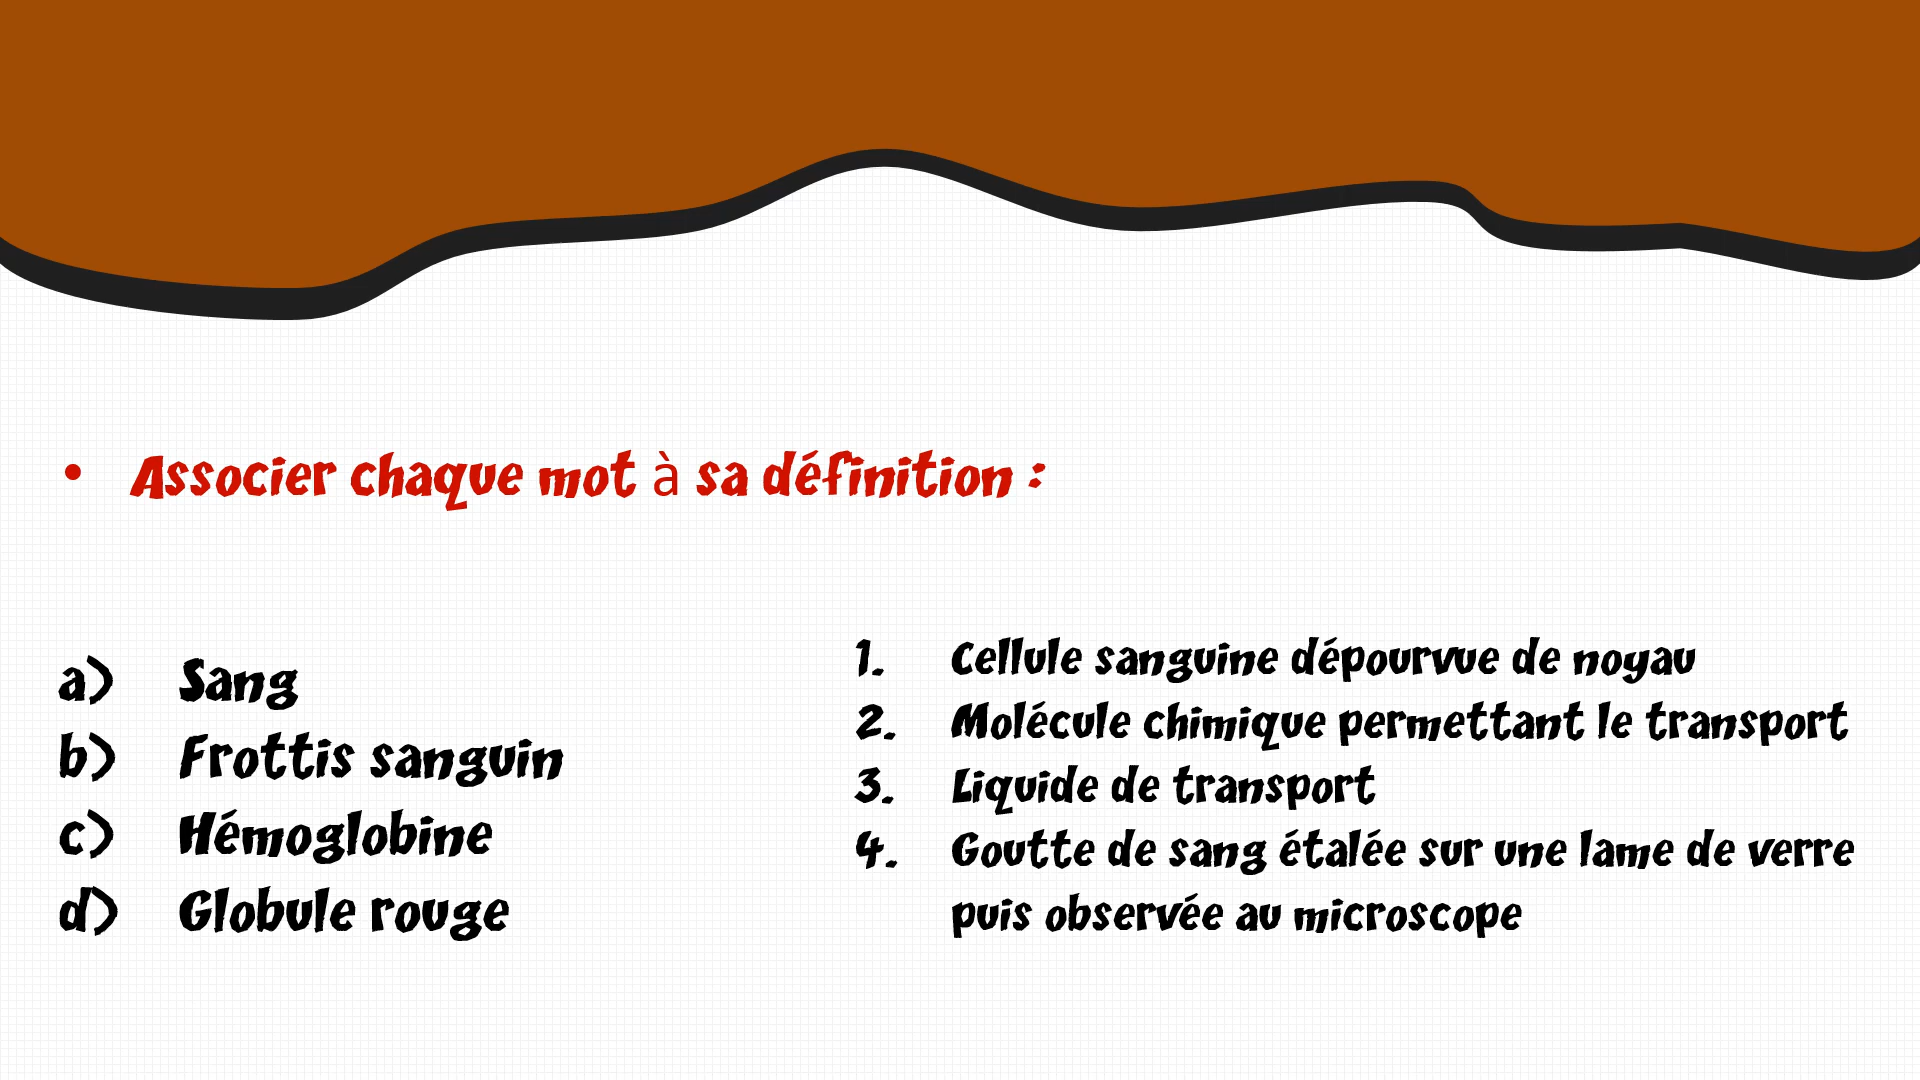 • Associer chaque mot à sa définition :
a) Sang
b) Frottis sanguin
c) Hémoglobine
d) Globule rouge
1. Cellule sanguine dépourvue de noyau
2. Molécule chimique permettant le transport
3. Liquide de transport
4. Goutte de sang étalée sur une lame de verre
puis observée au microscope